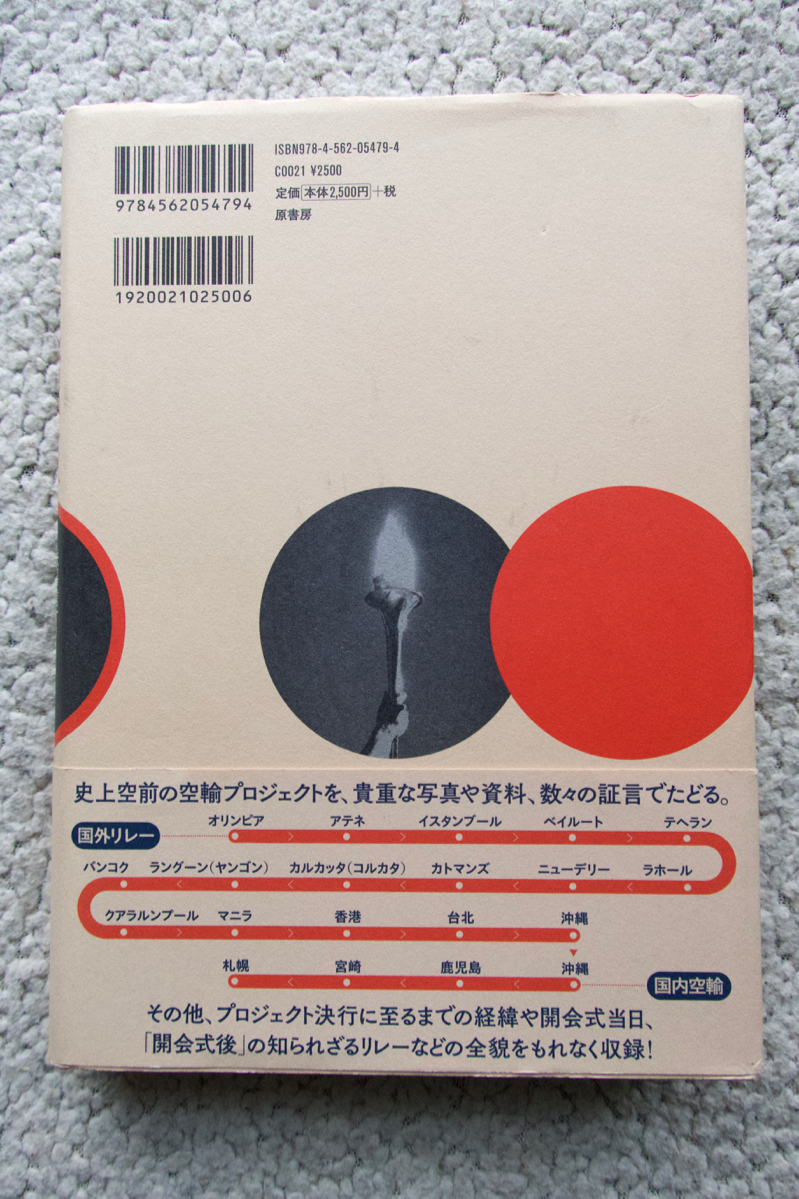 ISBN978-4-562-05479-4
C0021 ¥2500
定価 本体2,500円 +税
原書房
9784562054794
1920021025006
史上空前の空輸プロジェクトを、貴重な写真や資料、数々の証言でたどる。
国外リレー
オリンピア アテネ イスタンブール ベイルート テヘラン
バンコク ラングーン(ヤンゴン) カルカッタ(コルカタ) カトマンズ ニューデリー ラホール
クアラルンプール マニラ 香港 台北 沖縄
札幌 宮崎 鹿児島 沖縄
国内空輸
その他、プロジェクト決行に至るまでの経緯や開会式当日、
「開会式後」の知られざるリレーなどの全貌をもれなく収録!